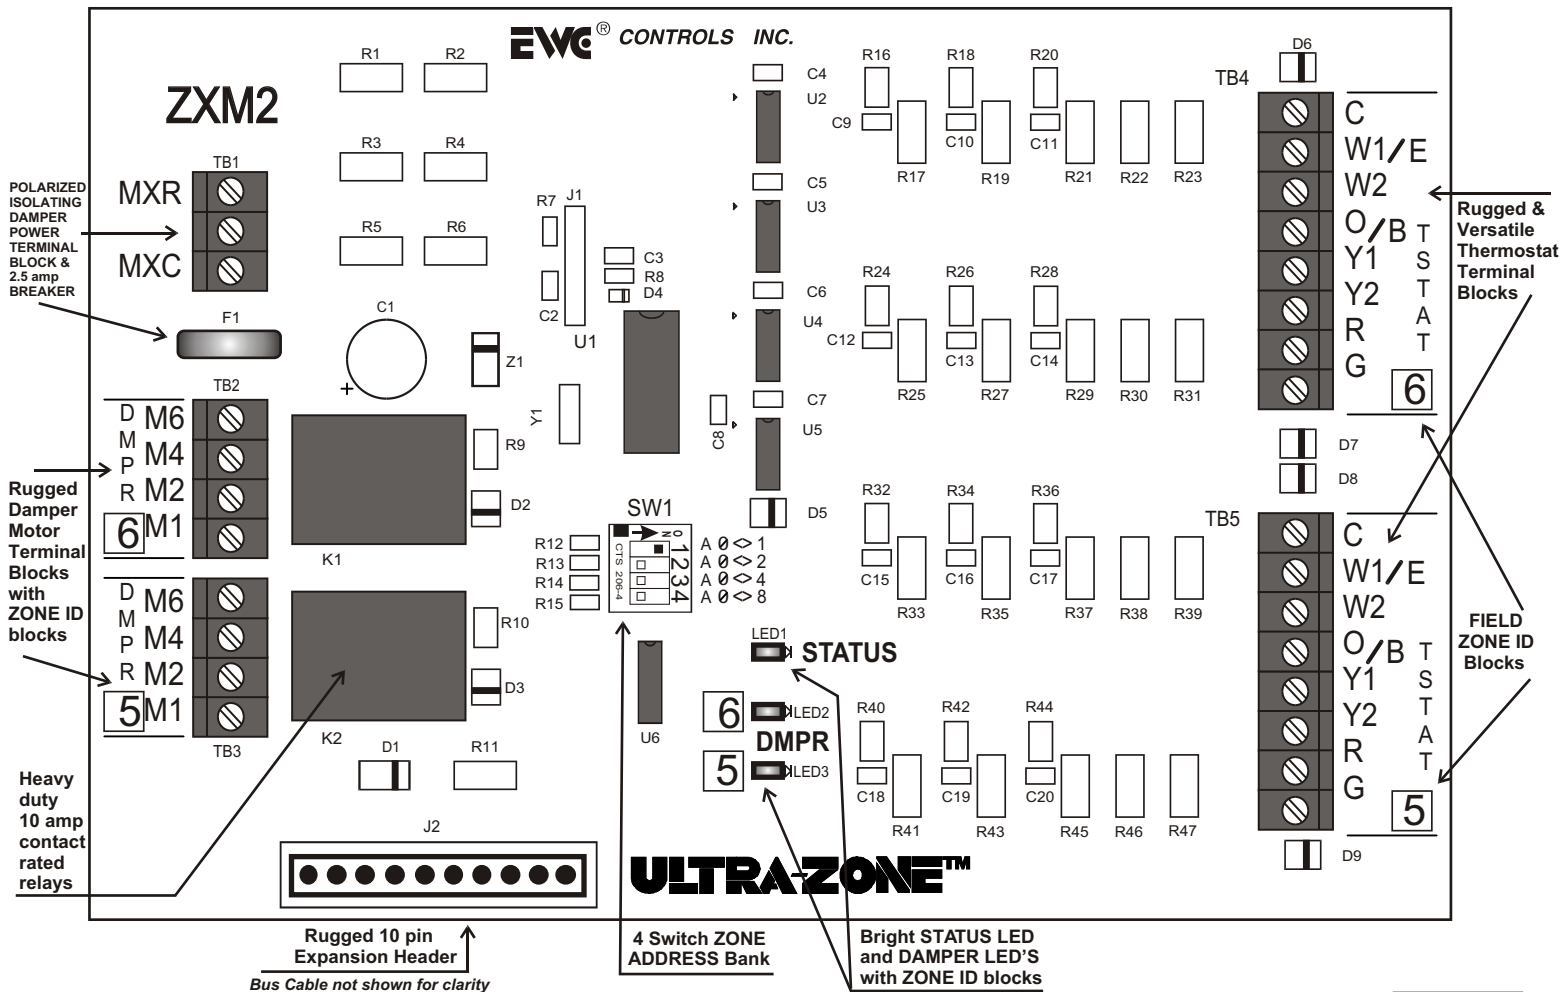 EWC® CONTROLS INC.
ZXM2
R1 R2
R3 R4
R5 R6
TB1
MXR
MXC
POLARIZED
ISOLATING
DAMPER
POWER
TERMINAL
BLOCK &
2.5 amp
BREAKER
F1
C1
+
Z1
R7
J1
C2
U1
C3
R8
D4
Y1
C8
C4
U2
C5
U3
C6
U4
C7
U5
D5
TB2
DMPR
M6
M4
M2
M1
6
K1
R9
D2
Rugged
Damper
Motor
Terminal
Blocks
with
ZONE ID
blocks
DMPR
M6
M4
M2
M1
5
TB3
K2
R10
D3
D1
R11
Heavy
duty
10 amp
contact
rated
relays
J2
Rugged 10 pin
Expansion Header
Bus Cable not shown for clarity
SW1
R12
R13
R14
R15
CTS 206-4
ON
1 2 3 4
A 0<>1
A 0<>2
A 0<>4
A 0<>8
U6
4 Switch ZONE
ADDRESS Bank
LED1
STATUS
6
LED2
DMPR
5
LED3
Bright STATUS LED
and DAMPER LED'S
with ZONE ID blocks
ULTRA-ZONE™
R16 R18 R20
C9 C10 C11
R17 R19 R21 R22 R23
R24 R26 R28
C12 C13 C14
R25 R27 R29 R30 R31
R32 R34 R36
C15 C16 C17
R33 R35 R37 R38 R39
R40 R42 R44
C18 C19 C20
R41 R43 R45 R46 R47
D6
TB4
C
W1/E
W2
O/B
Y1
Y2
R
G
TSTAT
6
Rugged &
Versatile
Thermostat
Terminal
Blocks
D7
D8
TB5
C
W1/E
W2
O/B
Y1
Y2
R
G
TSTAT
5
FIELD
ZONE ID
Blocks
D9